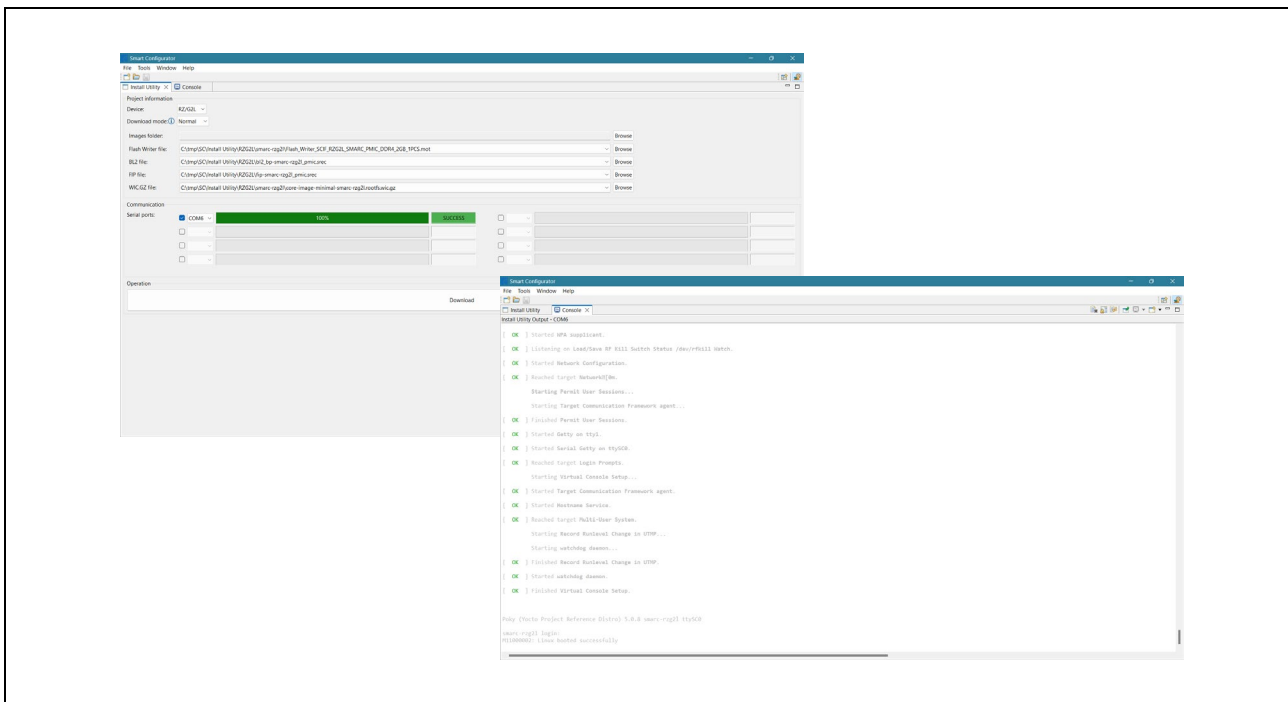 Smart Configurator
File Tools Window Help
Install Utility Console
Project Information
Device: RZ/G2L
Download mode: Normal
Images folder: Browse
Flash Writer file: C:\tmp\SC\Install Utility\RZG2L\smarc-rzg2l\Flash_Writer_SCIF_RZG2L_SMARC_PMIC_DDR4_2GB_1PCS.mot Browse
BL2 file: C:\tmp\SC\Install Utility\RZG2L\bl2_bp-smarc-rzg2l_pmic.srec Browse
FIP file: C:\tmp\SC\Install Utility\RZG2L\fip-smarc-rzg2l_pmic.srec Browse
WIC.GZ file: C:\tmp\SC\Install Utility\RZG2L\smarc-rzg2l\core-image-minimal-smarc-rzg2l.rootfs.wic.gz Browse
Communication
Serial ports: COM6 100% SUCCESS
Operation
Download
Smart Configurator
File Tools Window Help
Install Utility Console
Install Utility Output - COM6
[ OK ] Started WPA supplicant.
[ OK ] Listening on Load/Save RF Kill Switch Status /dev/rfkill Watch.
[ OK ] Started Network Configuration.
[ OK ] Reached target
Starting Permit User Sessions...
Starting Target Communication Framework agent...
[ OK ] Finished Permit User Sessions.
[ OK ] Started Getty on
[ OK ] Started Serial Getty on ttySC0.
[ OK ] Reached target Login Prompts.
Starting Virtual Console Setup...
[ OK ] Started Target Communication Framework agent.
[ OK ] Started Hostname Service.
[ OK ] Reached target Multi-User System.
Starting Record Runlevel Change in UTMP...
Starting watchdog daemon...
[ OK ] Finished Record Runlevel Change in UTMP.
[ OK ] Started watchdog daemon.
[ OK ] Finished Virtual Console Setup.
Poky (Yocto Project Reference Distro) smarc-rzg2l ttySC0
smarc-rzg2l login:
Linux booted successfully